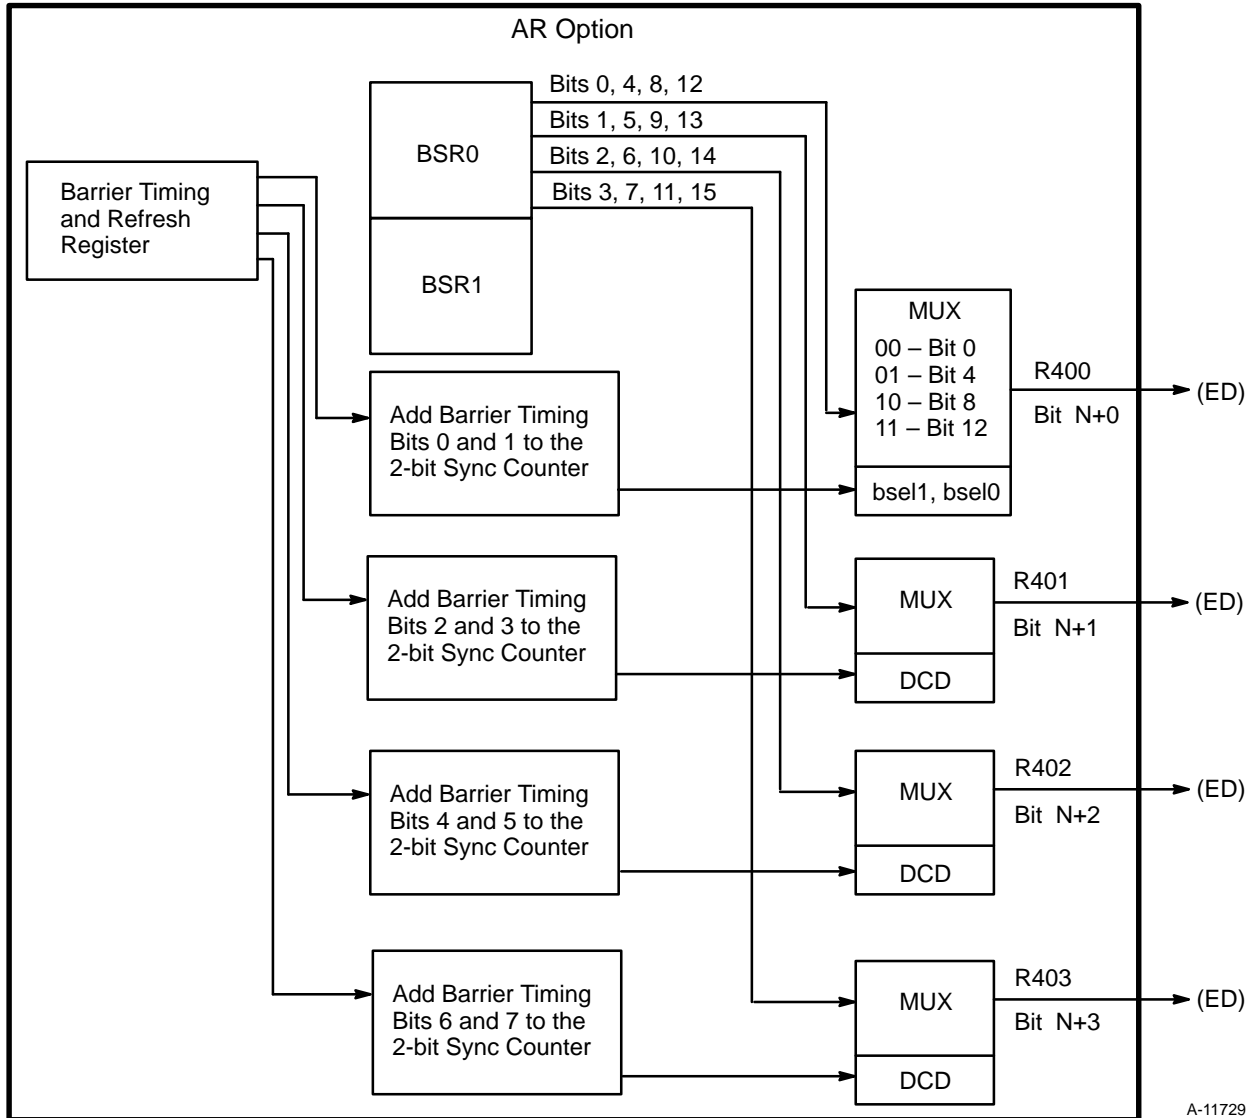 AR Option
Bits 0, 4, 8, 12
Bits 1, 5, 9, 13
Bits 2, 6, 10, 14
Bits 3, 7, 11, 15
BSR0
BSR1
Barrier Timing
and Refresh
Register
Add Barrier Timing
Bits 0 and 1 to the
2-bit Sync Counter
MUX
00 – Bit 0
01 – Bit 4
10 – Bit 8
11 – Bit 12
bsel1, bsel0
R400
Bit N+0
(ED)
Add Barrier Timing
Bits 2 and 3 to the
2-bit Sync Counter
MUX
DCD
R401
Bit N+1
(ED)
Add Barrier Timing
Bits 4 and 5 to the
2-bit Sync Counter
MUX
DCD
R402
Bit N+2
(ED)
Add Barrier Timing
Bits 6 and 7 to the
2-bit Sync Counter
MUX
DCD
R403
Bit N+3
(ED)
A-11729